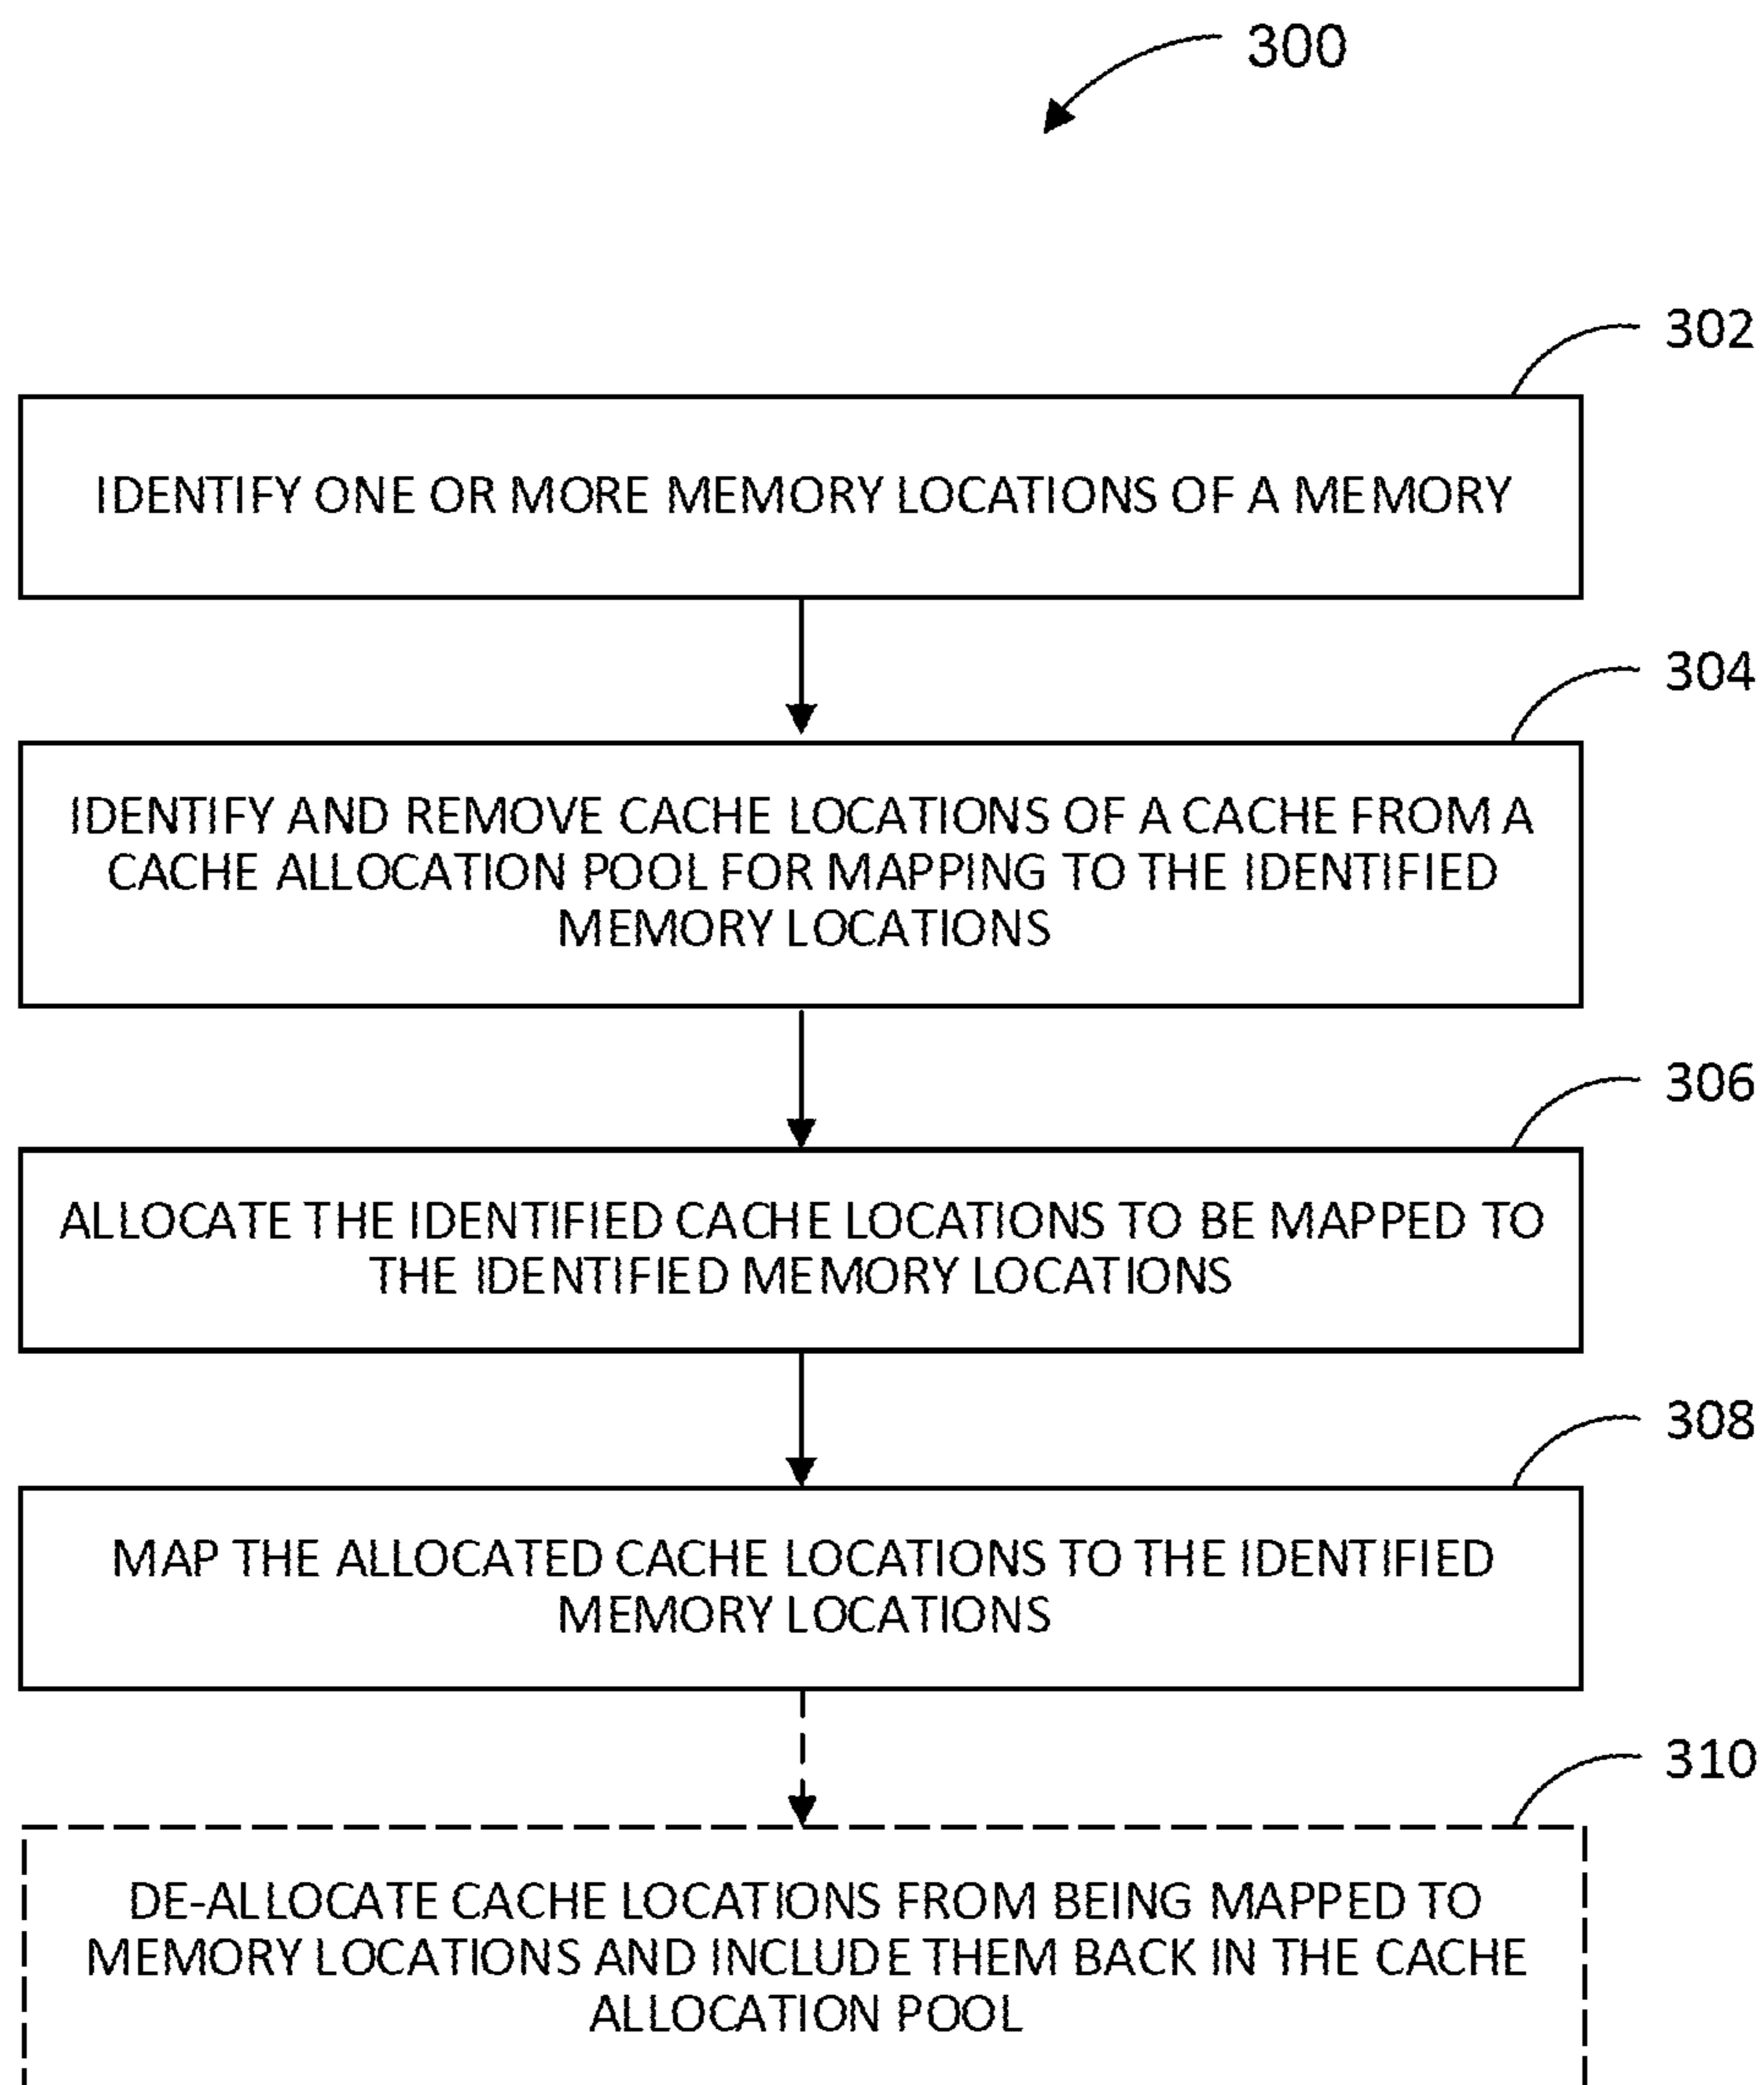 300
302
IDENTIFY ONE OR MORE MEMORY LOCATIONS OF A MEMORY
304
IDENTIFY AND REMOVE CACHE LOCATIONS OF A CACHE FROM A
CACHE ALLOCATION POOL FOR MAPPING TO THE IDENTIFIED
MEMORY LOCATIONS
306
ALLOCATE THE IDENTIFIED CACHE LOCATIONS TO BE MAPPED TO
THE IDENTIFIED MEMORY LOCATIONS
308
MAP THE ALLOCATED CACHE LOCATIONS TO THE IDENTIFIED
MEMORY LOCATIONS
310
DE-ALLOCATE CACHE LOCATIONS FROM BEING MAPPED TO
MEMORY LOCATIONS AND INCLUDE THEM BACK IN THE CACHE
ALLOCATION POOL